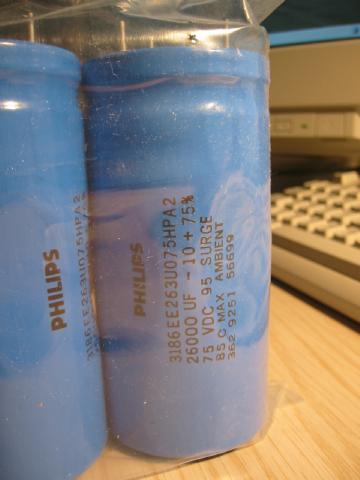 PHILIPS
3186EE263U075HPA2
PHILIPS
3186EE263U075HPA2
26000 UF -10 + 75%
75 VDC 95 SURGE
85 C MAX AMBIENT
362 9251 56699